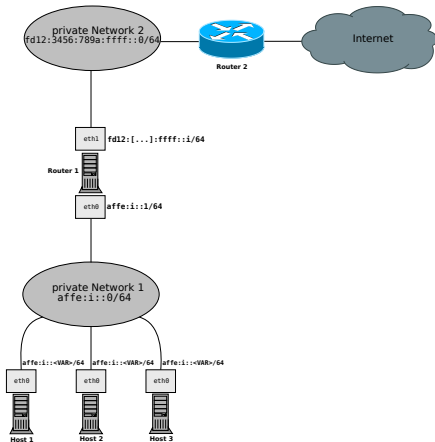 private Network 2
fd12:3456:789a:ffff::0/64
Internet
Router 2
eth1
fd12:[...]:ffff::i/64
Router 1
eth0
affe:i::1/64
private Network 1
affe:i::0/64
affe:i::<VAR>/64 affe:i::<VAR>/64 affe:i::<VAR>/64
eth0 eth0 eth0
Host 1 Host 2 Host 3